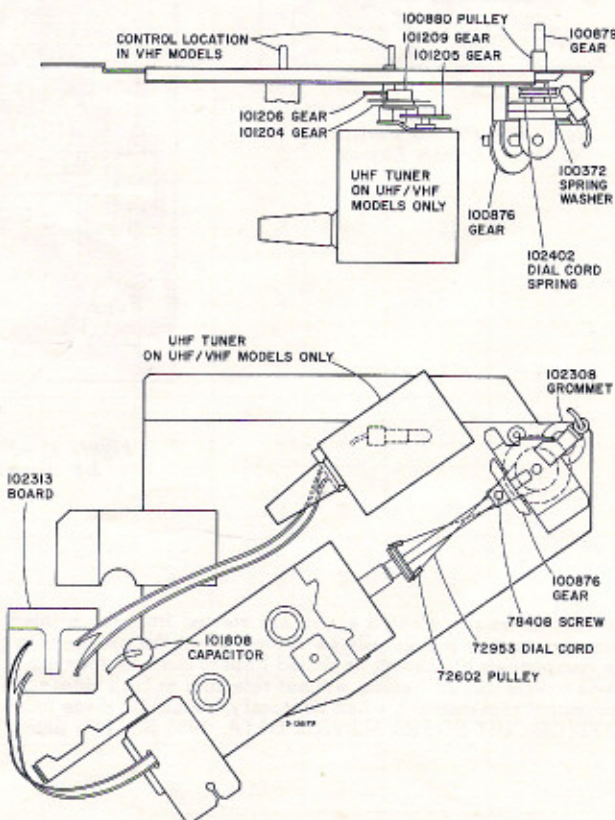 100880 PULLEY
CONTROL LOCATION
IN VHF MODELS
101209 GEAR
101205 GEAR
100878
GEAR
101206 GEAR
101204 GEAR
UHF TUNER
ON UHF/VHF
MODELS ONLY
100372
SPRING
WASHER
100876
GEAR
102402
DIAL CORD
SPRING
UHF TUNER
ON UHF/VHF MODELS ONLY
102308
GROMMET
102313
BOARD
100876
GEAR
101808
CAPACITOR
78408 SCREW
72953 DIAL CORD
72602 PULLEY